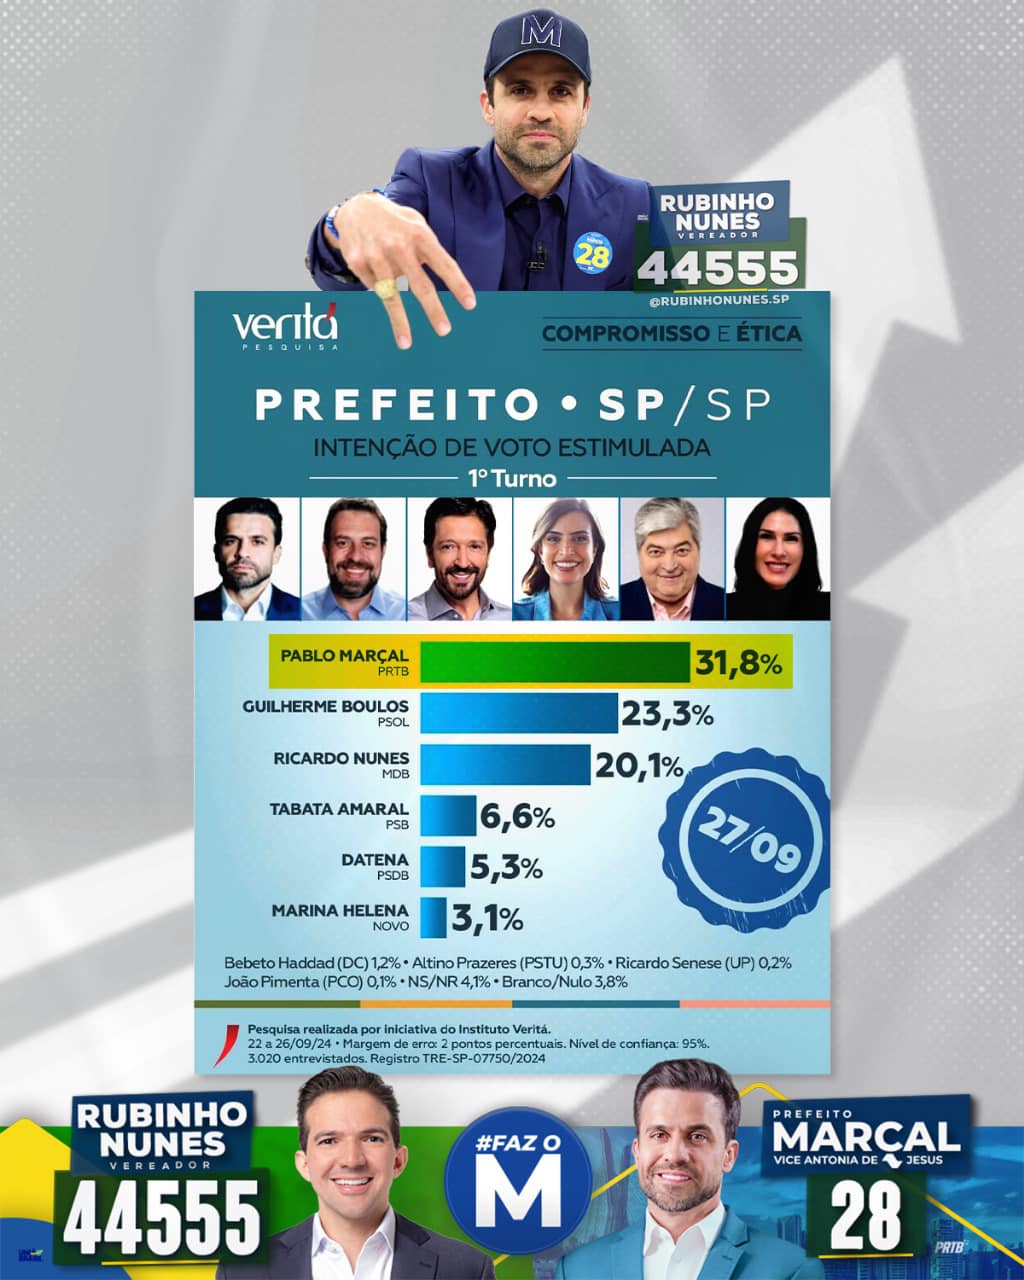 M
28
RUBINHO
NUNES
VEREADOR
44555
@RUBINHONUNES.SP
veritá
PESQUISA
COMPROMISSO E ÉTICA
PREFEITO • SP/SP
INTENÇÃO DE VOTO ESTIMULADA
1º Turno
PABLO MARÇAL
PRTB
31,8%
GUILHERME BOULOS
PSOL
23,3%
RICARDO NUNES
MDB
20,1%
TABATA AMARAL
PSB
6,6%
DATENA
PSDB
5,3%
MARINA HELENA
NOVO
3,1%
27/09
Bebeto Haddad (DC) 1,2% • Altino Prazeres (PSTU) 0,3% • Ricardo Senese (UP) 0,2%
João Pimenta (PCO) 0,1% • NS/NR 4,1% • Branco/Nulo 3,8%
Pesquisa realizada por iniciativa do Instituto Veritá.
22 a 26/09/24 • Margem de erro: 2 pontos percentuais. Nível de confiança: 95%.
3.020 entrevistados. Registro TRE-SP-07750/2024
RUBINHO
NUNES
VEREADOR
44555
#FAZ O
M
PREFEITO
MARÇAL
VICE ANTONIA DE JESUS
28
PRTB